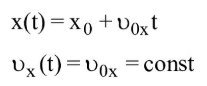 x(t) = x₀ + υ₀ₓt
υₓ(t) = υ₀ₓ = const